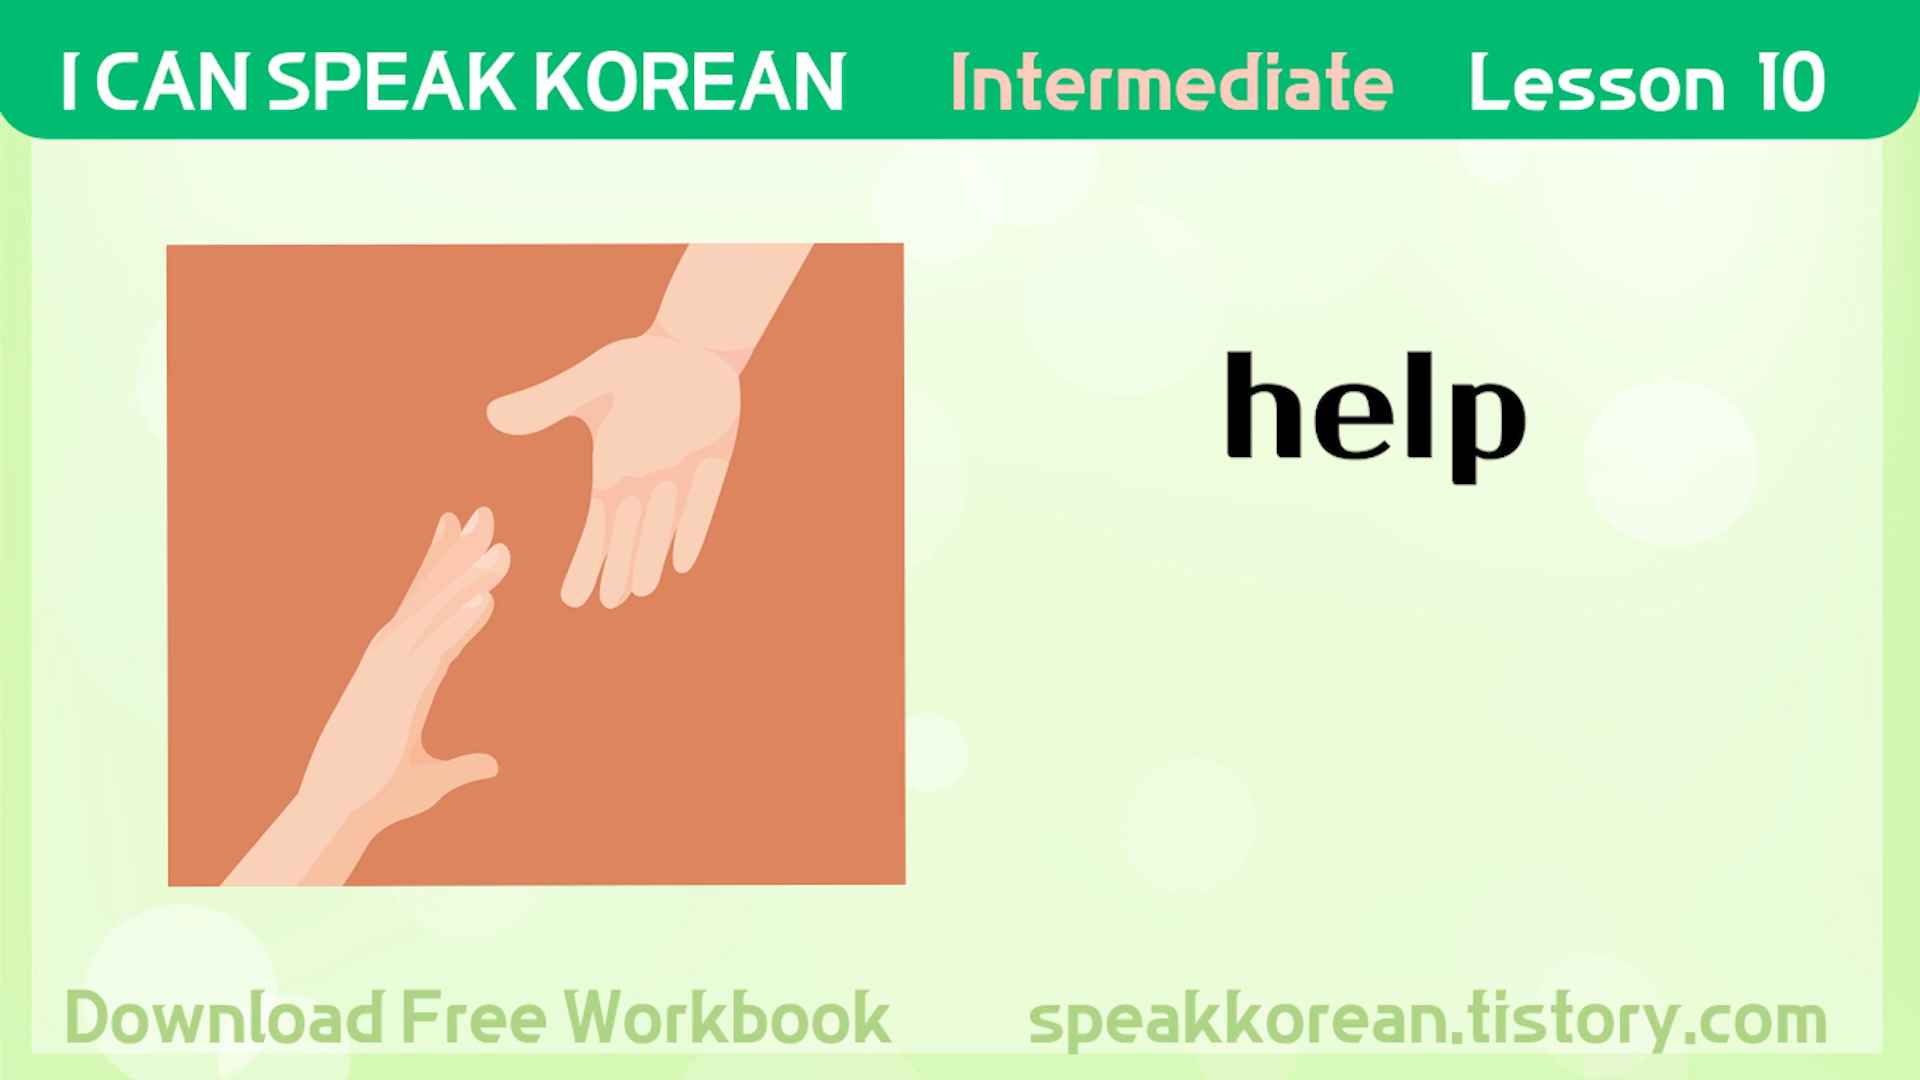 I CAN SPEAK KOREAN Intermediate Lesson 10
help
Download Free Workbook speakkorean.tistory.com